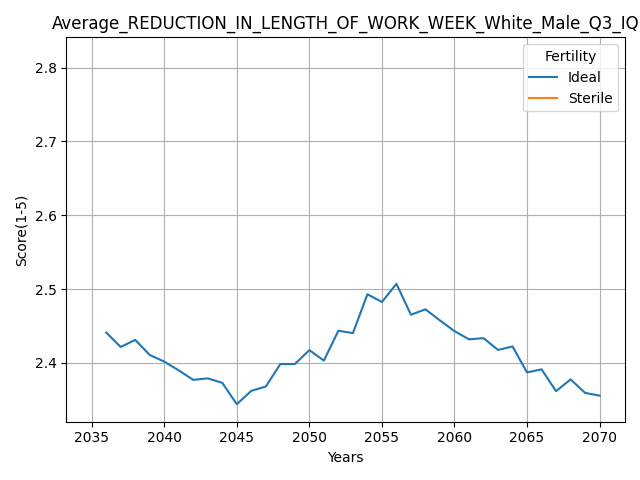 Average_REDUCTION_IN_LENGTH_OF_WORK_WEEK_White_Male_Q3_IQ
Fertility
Ideal
Sterile
2.8
2.7
2.6
2.5
2.4
Score(1-5)
2035 2040 2045 2050 2055 2060 2065 2070
Years